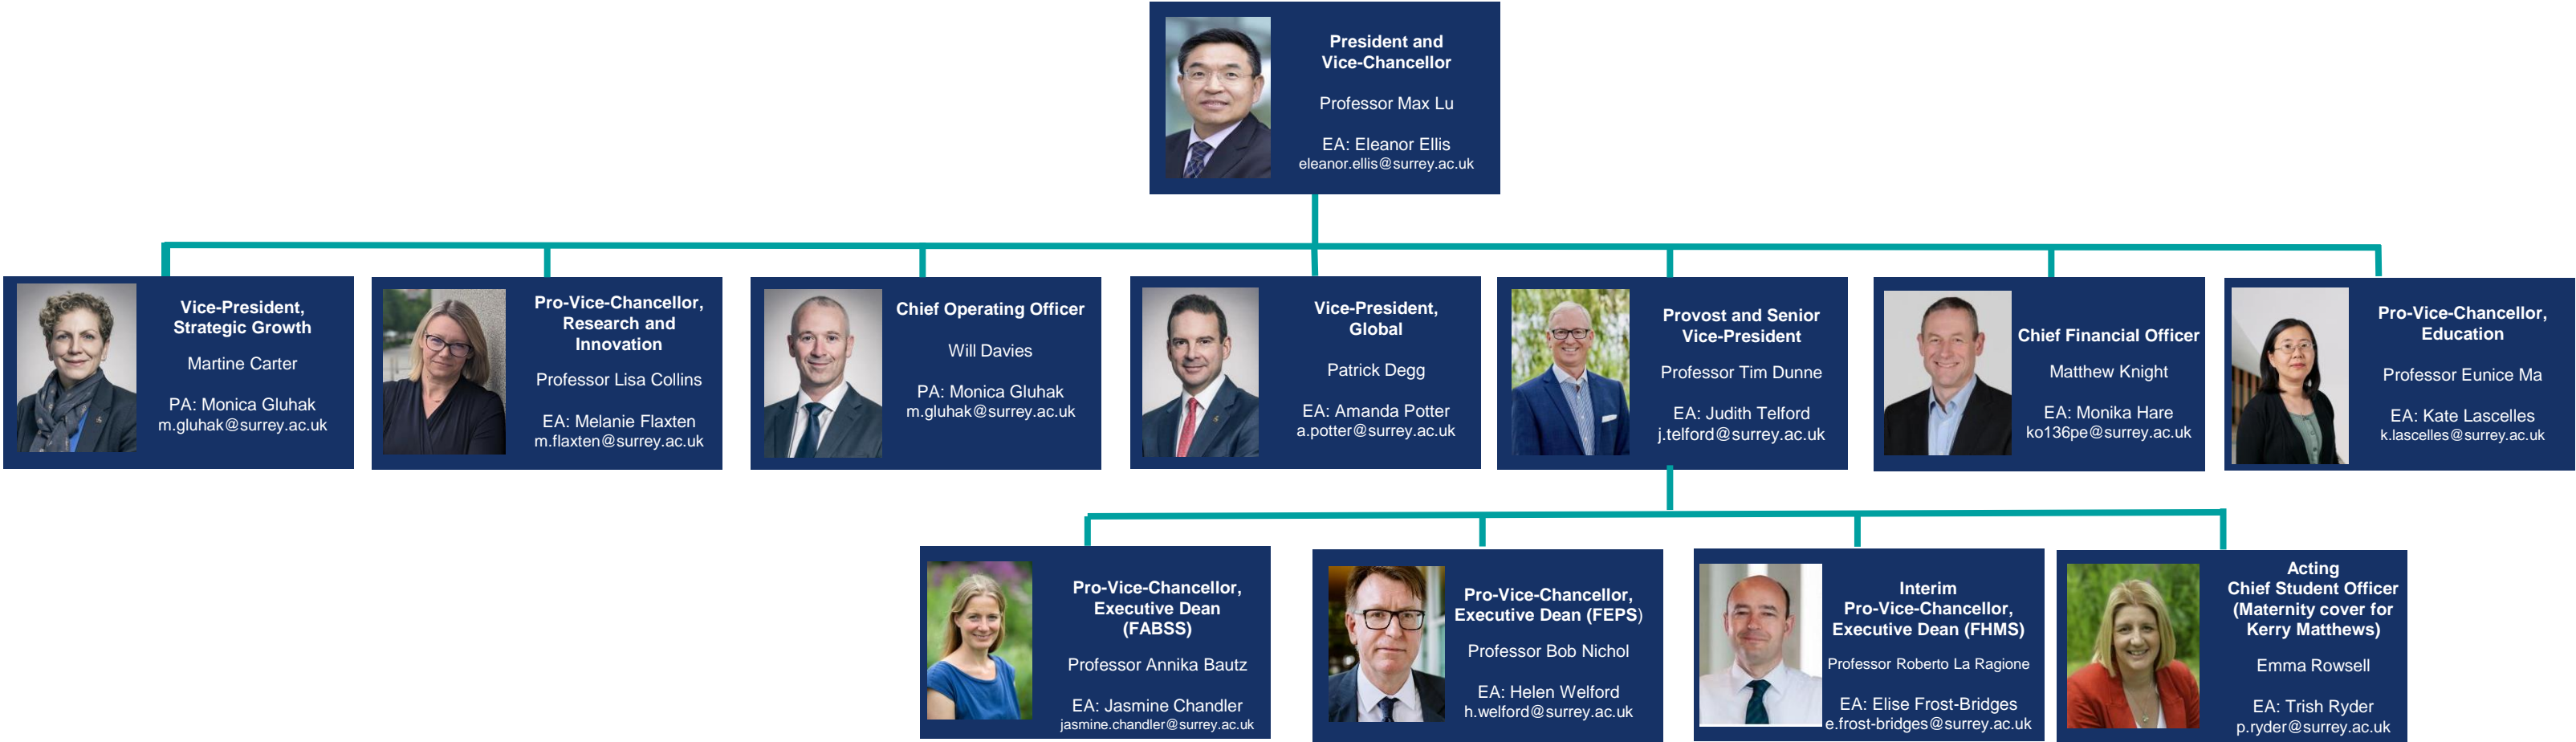 President and
Vice-Chancellor
Professor Max Lu
EA: Eleanor Ellis
eleanor.ellis@surrey.ac.uk
Vice-President,
Strategic Growth
Martine Carter
PA: Monica Gluhak
m.gluhak@surrey.ac.uk
Pro-Vice-Chancellor,
Research and
Innovation
Professor Lisa Collins
EA: Melanie Flaxten
m.flaxten@surrey.ac.uk
Chief Operating Officer
Will Davies
PA: Monica Gluhak
m.gluhak@surrey.ac.uk
Vice-President,
Global
Patrick Degg
EA: Amanda Potter
a.potter@surrey.ac.uk
Provost and Senior
Vice-President
Professor Tim Dunne
EA: Judith Telford
j.telford@surrey.ac.uk
Chief Financial Officer
Matthew Knight
EA: Monika Hare
ko136pe@surrey.ac.uk
Pro-Vice-Chancellor,
Education
Professor Eunice Ma
EA: Kate Lascelles
k.lascelles@surrey.ac.uk
Pro-Vice-Chancellor,
Executive Dean
(FABSS)
Professor Annika Bautz
EA: Jasmine Chandler
jasmine.chandler@surrey.ac.uk
Pro-Vice-Chancellor,
Executive Dean (FEPS)
Professor Bob Nichol
EA: Helen Welford
h.welford@surrey.ac.uk
Interim
Pro-Vice-Chancellor,
Executive Dean (FHMS)
Professor Roberto La Ragione
EA: Elise Frost-Bridges
e.frost-bridges@surrey.ac.uk
Acting
Chief Student Officer
(Maternity cover for
Kerry Matthews)
Emma Rowsell
EA: Trish Ryder
p.ryder@surrey.ac.uk